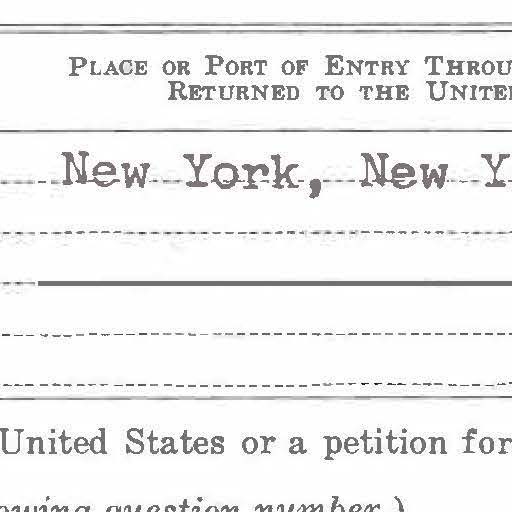 PLACE OR PORT OF ENTRY THROU
RETURNED TO THE UNITE
New York, New Y
United States or a petition for
owing question number.)